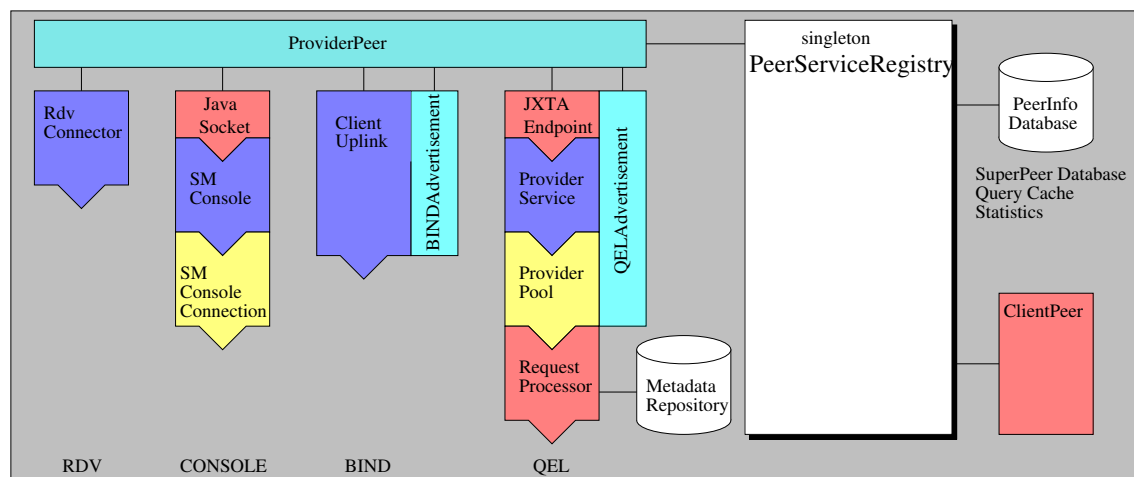 ProviderPeer
singleton
PeerServiceRegistry
Rdv
Connector
Java
Socket
SM
Console
SM
Console
Connection
Client
Uplink
BINDAdvertisement
JXTA
Endpoint
Provider
Service
Provider
Pool
Request
Processor
QELAdvertisement
Metadata
Repository
PeerInfo
Database
SuperPeer Database
Query Cache
Statistics
ClientPeer
RDV
CONSOLE
BIND
QEL